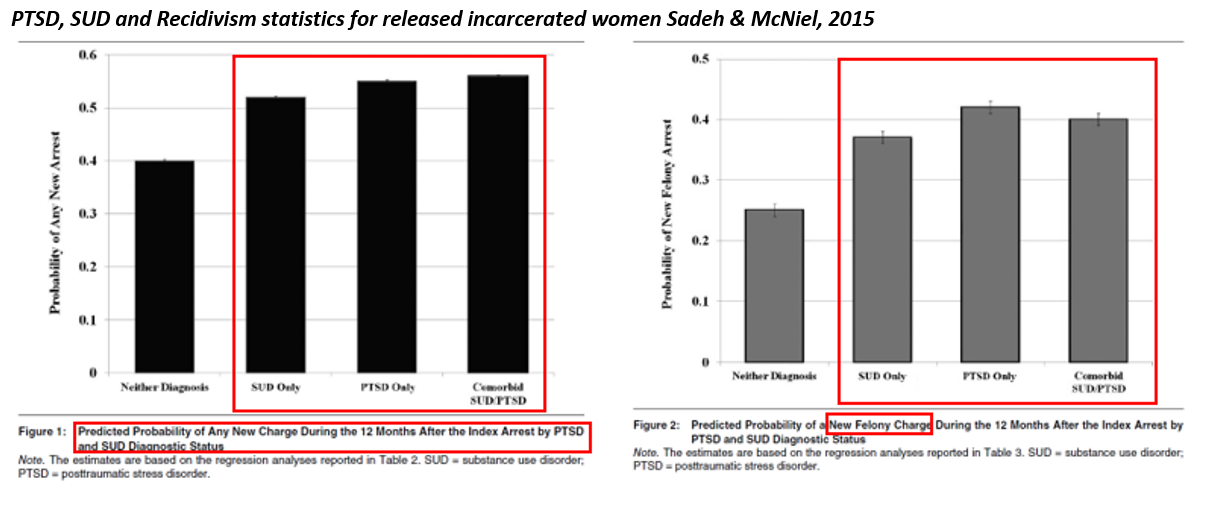 PTSD, SUD and Recidivism statistics for released incarcerated women Sadeh & McNiel, 2015
0.6
0.5
0.4
0.3
0.2
0.1
0
Probability of Any New Arrest
Neither Diagnosis
SUD Only
PTSD Only
Comorbid
SUD/PTSD
Figure 1: Predicted Probability of Any New Charge During the 12 Months After the Index Arrest by PTSD
and SUD Diagnostic Status
Note. The estimates are based on the regression analyses reported in Table 2. SUD = substance use disorder;
PTSD = posttraumatic stress disorder.
0.5
0.4
0.3
0.2
0.1
0
Probability of New Felony Arrest
Neither Diagnosis
SUD Only
PTSD Only
Comorbid
SUD/PTSD
Figure 2: Predicted Probability of a New Felony Charge During the 12 Months After the Index Arrest by
PTSD and SUD Diagnostic Status
Note. The estimates are based on the regression analyses reported in Table 3. SUD = substance use disorder;
PTSD = posttraumatic stress disorder.